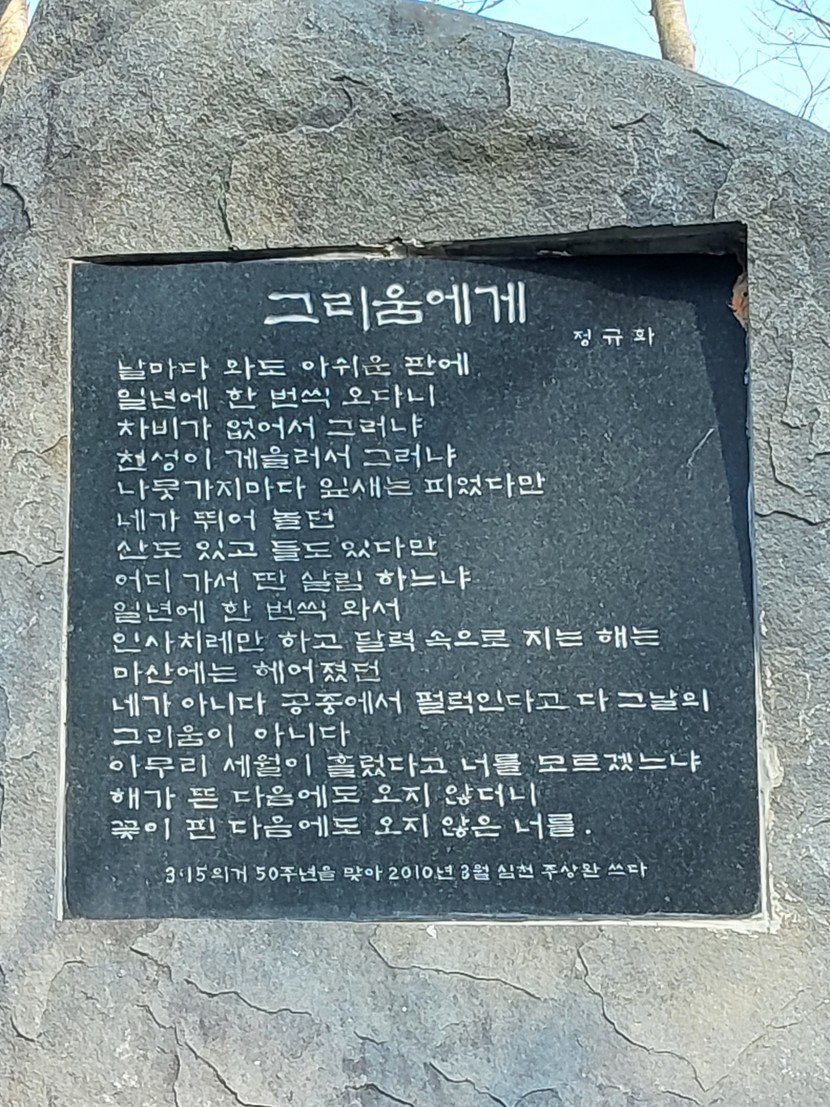 그리움에게
정규화
날마다 와도 아쉬운 판에
일년에 한 번씩 오다니
차비가 없어서 그러냐
천성이 게을러서 그러냐
나뭇가지마다 잎새는 피었다만
네가 뛰어 놀던
산도 있고 들도 있다만
어디 가서 딴 살림 하느냐
일년에 한 번씩 와서
인사치레만 하고 달력 속으로 지는 해는
마산에는 헤어졌던
네가 아니다 공중에서 펄럭인다고 다 그날의
그리움이 아니다
아무리 세월이 흘렀다고 너를 모르겠느냐
해가 뜬 다음에도 오지 않더니
꽃이 핀 다음에도 오지 않은 너를.
3·15의거 50주년을 맞아 2010년 3월 심천 주상완 쓰다